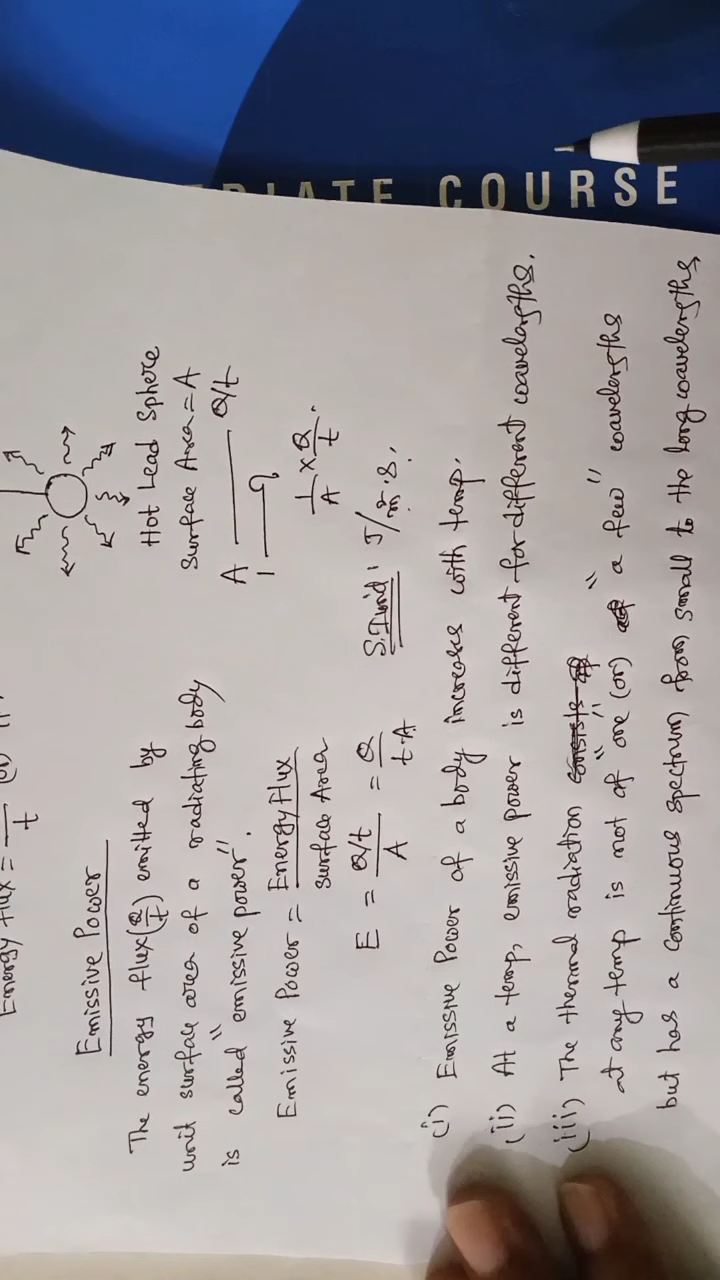 COURSE
Energy flux = — / t
Emissive Power
The energy flux (Q/t) emitted by
unit surface area of a radiating body
is called "emissive power".
Emissive Power = Energy flux / surface Area
E = Q/t / A = Q / t.A
S.I unit: J/m².s.
Hot Lead Sphere
Surface Area = A
A — Q/t
1 — ?
1/A × Q/t.
(i) Emissive Power of a body increases with temp.
(ii) At a temp, emissive power is different for different wavelengths.
(iii) The thermal radiation
at any temp is not of "one" (or) "a few" wavelengths
but has a continuous spectrum from small to the long wavelengths